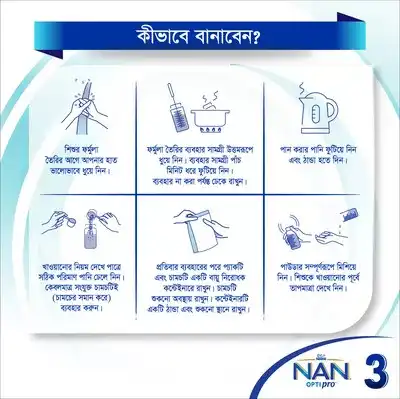 কীভাবে বানাবেন?
শিশুর ফর্মুলা
তৈরির আগে আপনার হাত
ভালোভাবে ধুয়ে নিন।
ফর্মুলা তৈরির ব্যবহার সামগ্রী উত্তমরূপে
ধুয়ে নিন। ব্যবহার সামগ্রী পাঁচ
মিনিট ধরে ফুটিয়ে নিন।
ব্যবহার না করা পর্যন্ত ঢেকে রাখুন।
পান করার পানি ফুটিয়ে নিন
এবং ঠান্ডা হতে দিন।
খাওয়ানোর নিয়ম দেখে পাত্রে
সঠিক পরিমাণ পানি ঢেলে নিন।
কেবলমাত্র সংযুক্ত চামচটিই
(চামচের সমান করে)
ব্যবহার করুন।
প্রতিবার ব্যবহারের পরে প্যাকটি
এবং চামচটি একটি বায়ু নিরোধক
কন্টেইনারে রাখুন। চামচটি
শুকনো অবস্থায় রাখুন। কন্টেইনারটি
একটি ঠান্ডা এবং শুকনো স্থানে রাখুন।
পাউডার সম্পূর্ণরূপে মিশিয়ে
নিন। শিশুকে খাওয়ানোর পূর্বে
তাপমাত্রা দেখে নিন।
NAN 3
OPTIpro